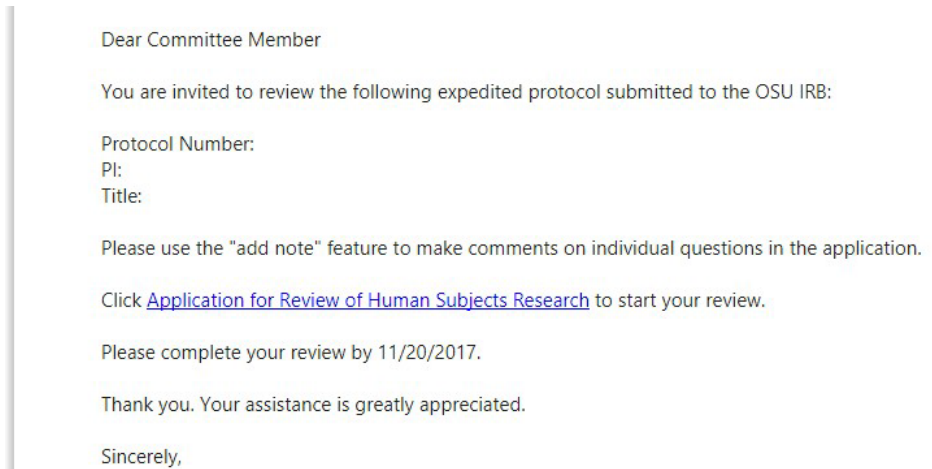 Dear Committee Member
You are invited to review the following expedited protocol submitted to the OSU IRB:
Protocol Number:
PI:
Title:
Please use the "add note" feature to make comments on individual questions in the application.
Click Application for Review of Human Subjects Research to start your review.
Please complete your review by 11/20/2017.
Thank you. Your assistance is greatly appreciated.
Sincerely,